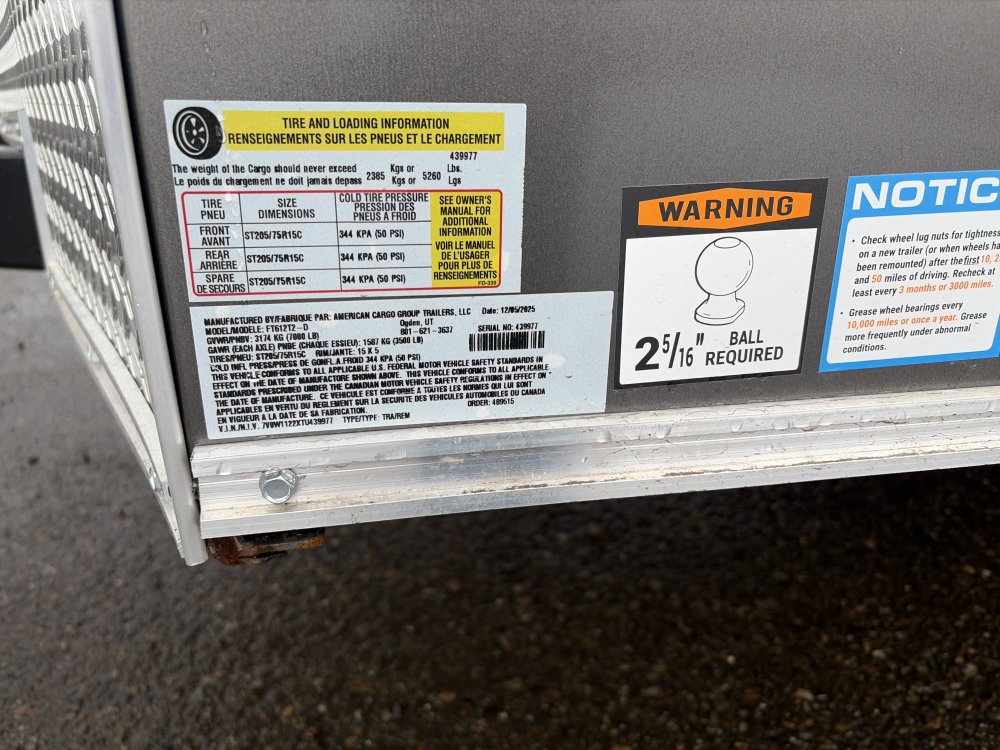 TIRE AND LOADING INFORMATION
RENSEIGNEMENTS SUR LES PNEUS ET LE CHARGEMENT
439977
The weight of the Cargo should never exceed 2385 Kgs or 5260 Lbs.
Le poids du chargement ne doit jamais depass Kgs or Lgs
TIRE PNEU SIZE DIMENSIONS COLD TIRE PRESSURE PRESSION DES PNEUS A FROID
FRONT AVANT ST205/75R15C 344 KPA (50 PSI)
REAR ARRIÈRE ST205/75R15C 344 KPA (50 PSI)
SPARE DE SECOURS ST205/75R15C 344 KPA (50 PSI)
SEE OWNER'S
MANUAL FOR
ADDITIONAL
INFORMATION
VOIR LE MANUEL
DE L'USAGER
POUR PLUS DE
RENSEIGNEMENTS
FD-339
MANUFACTURED BY/FABRIQUE PAR: AMERICAN CARGO GROUP TRAILERS, LLC Date: 12/05/2025
MODEL/MODELE: FT612T2-D Ogden, UT
GVWR/PNBV: 3174 KG (7000 LB) 801-621-3637 SERIAL NO: 439977
GAWR (EACH AXLE) PNBE (CHAQUE ESSIEU): 1587 KG (3500 LB)
TIRES/PNEU: ST205/75R15C RIM/JANTE: 15 X 5
COLD INFL PRESS/PRESS DE GONFL.A.FROID 344 KPA (50 PSI)
THIS VEHICLE CONFORMS TO ALL APPLICABLE U.S. FEDERAL MOTOR VEHICLE SAFETY STANDARDS IN
EFFECT ON THE DATE OF MANUFACTURE SHOWN ABOVE. THIS VEHICLE CONFORMS TO ALL APPLICABLE
STANDARDS PRESCRIBED UNDER THE CANADIAN MOTOR VEHICLE SAFETY REGULATIONS IN EFFECT ON
THE DATE OF MANUFACTURE. CE VEHICULE EST CONFORME A TOUTES LES NORMES QUI LUI SONT
APPLICABLES EN VERTU DU REGLEMENT SUR LA SECURITE DES VEHICULES AUTOMOBILES DU CANADA
EN VIGUEUR A LA DATE DE SA FABRICATION. ORDER: 489515
V.I.N./N.I.V. 7V0W1122XTU439977 TYPE/TYPE: TRA/REM
WARNING
2 5/16" BALL REQUIRED
NOTIC
• Check wheel lug nuts for tightness
on a new trailer (or when wheels ha
been remounted) after the first 10, 2
and 50 miles of driving. Recheck at
least every 3 months or 3000 miles.
• Grease wheel bearings every
10,000 miles or once a year. Grease
more frequently under abnormal
conditions.